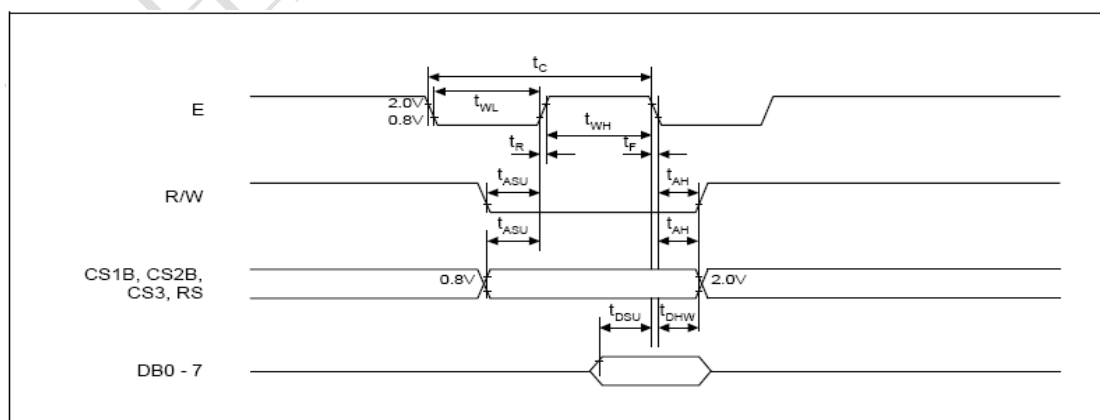 tC
E
2.0V
0.8V
tWL
tWH
tR
tF
R/W
tASU
tAH
tASU
tAH
CS1B, CS2B,
CS3, RS
0.8V
2.0V
tDSU
tDHW
DB0 - 7